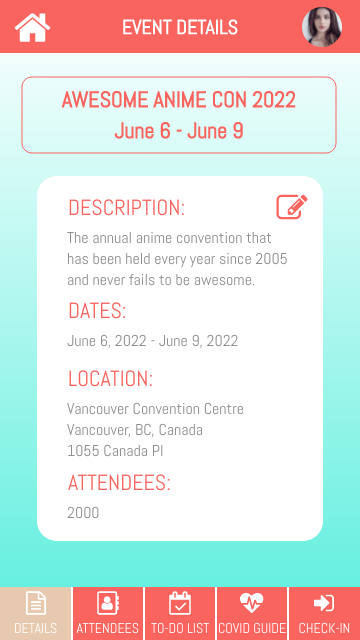 EVENT DETAILS
AWESOME ANIME CON 2022
June 6 - June 9
DESCRIPTION:
The annual anime convention that
has been held every year since 2005
and never fails to be awesome.
DATES:
June 6, 2022 - June 9, 2022
LOCATION:
Vancouver Convention Centre
Vancouver, BC, Canada
1055 Canada Pl
ATTENDEES:
2000
DETAILS
ATTENDEES
TO-DO LIST
COVID GUIDE
CHECK-IN